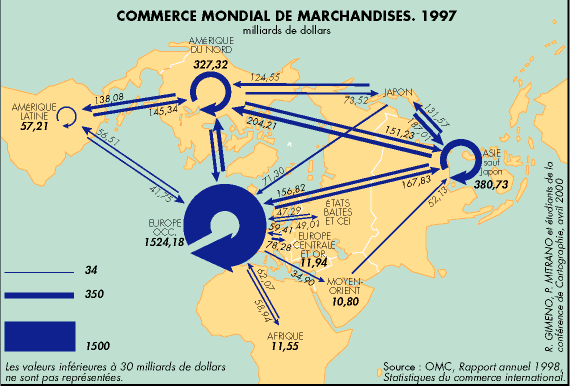 COMMERCE MONDIAL DE MARCHANDISES. 1997
milliards de dollars
AMÉRIQUE
DU NORD
327,32
124,55
73,52
JAPON
138,08
145,34
AMÉRIQUE
LATINE
57,21
204,21
151,23
131,57
187,01
ASIE
sauf
Japon
380,73
56,51
41,75
71,30
156,82
167,83
52,13
EUROPE
OCC.
1524,18
47,29
49,01
ÉTATS
BALTES
ET CEI
59,41
78,28
EUROPE
CENTRALE
ET OR.
11,94
34,90
MOYEN-
ORIENT
10,80
62,07
58,94
AFRIQUE
11,55
34
350
1500
Les valeurs inférieures à 30 milliards de dollars
ne sont pas représentées.
Source : OMC, Rapport annuel 1998,
Statistiques du commerce international.
R. GIMENO, P. MITRANO et étudiants de la
conférence de Cartographie, avril 2000